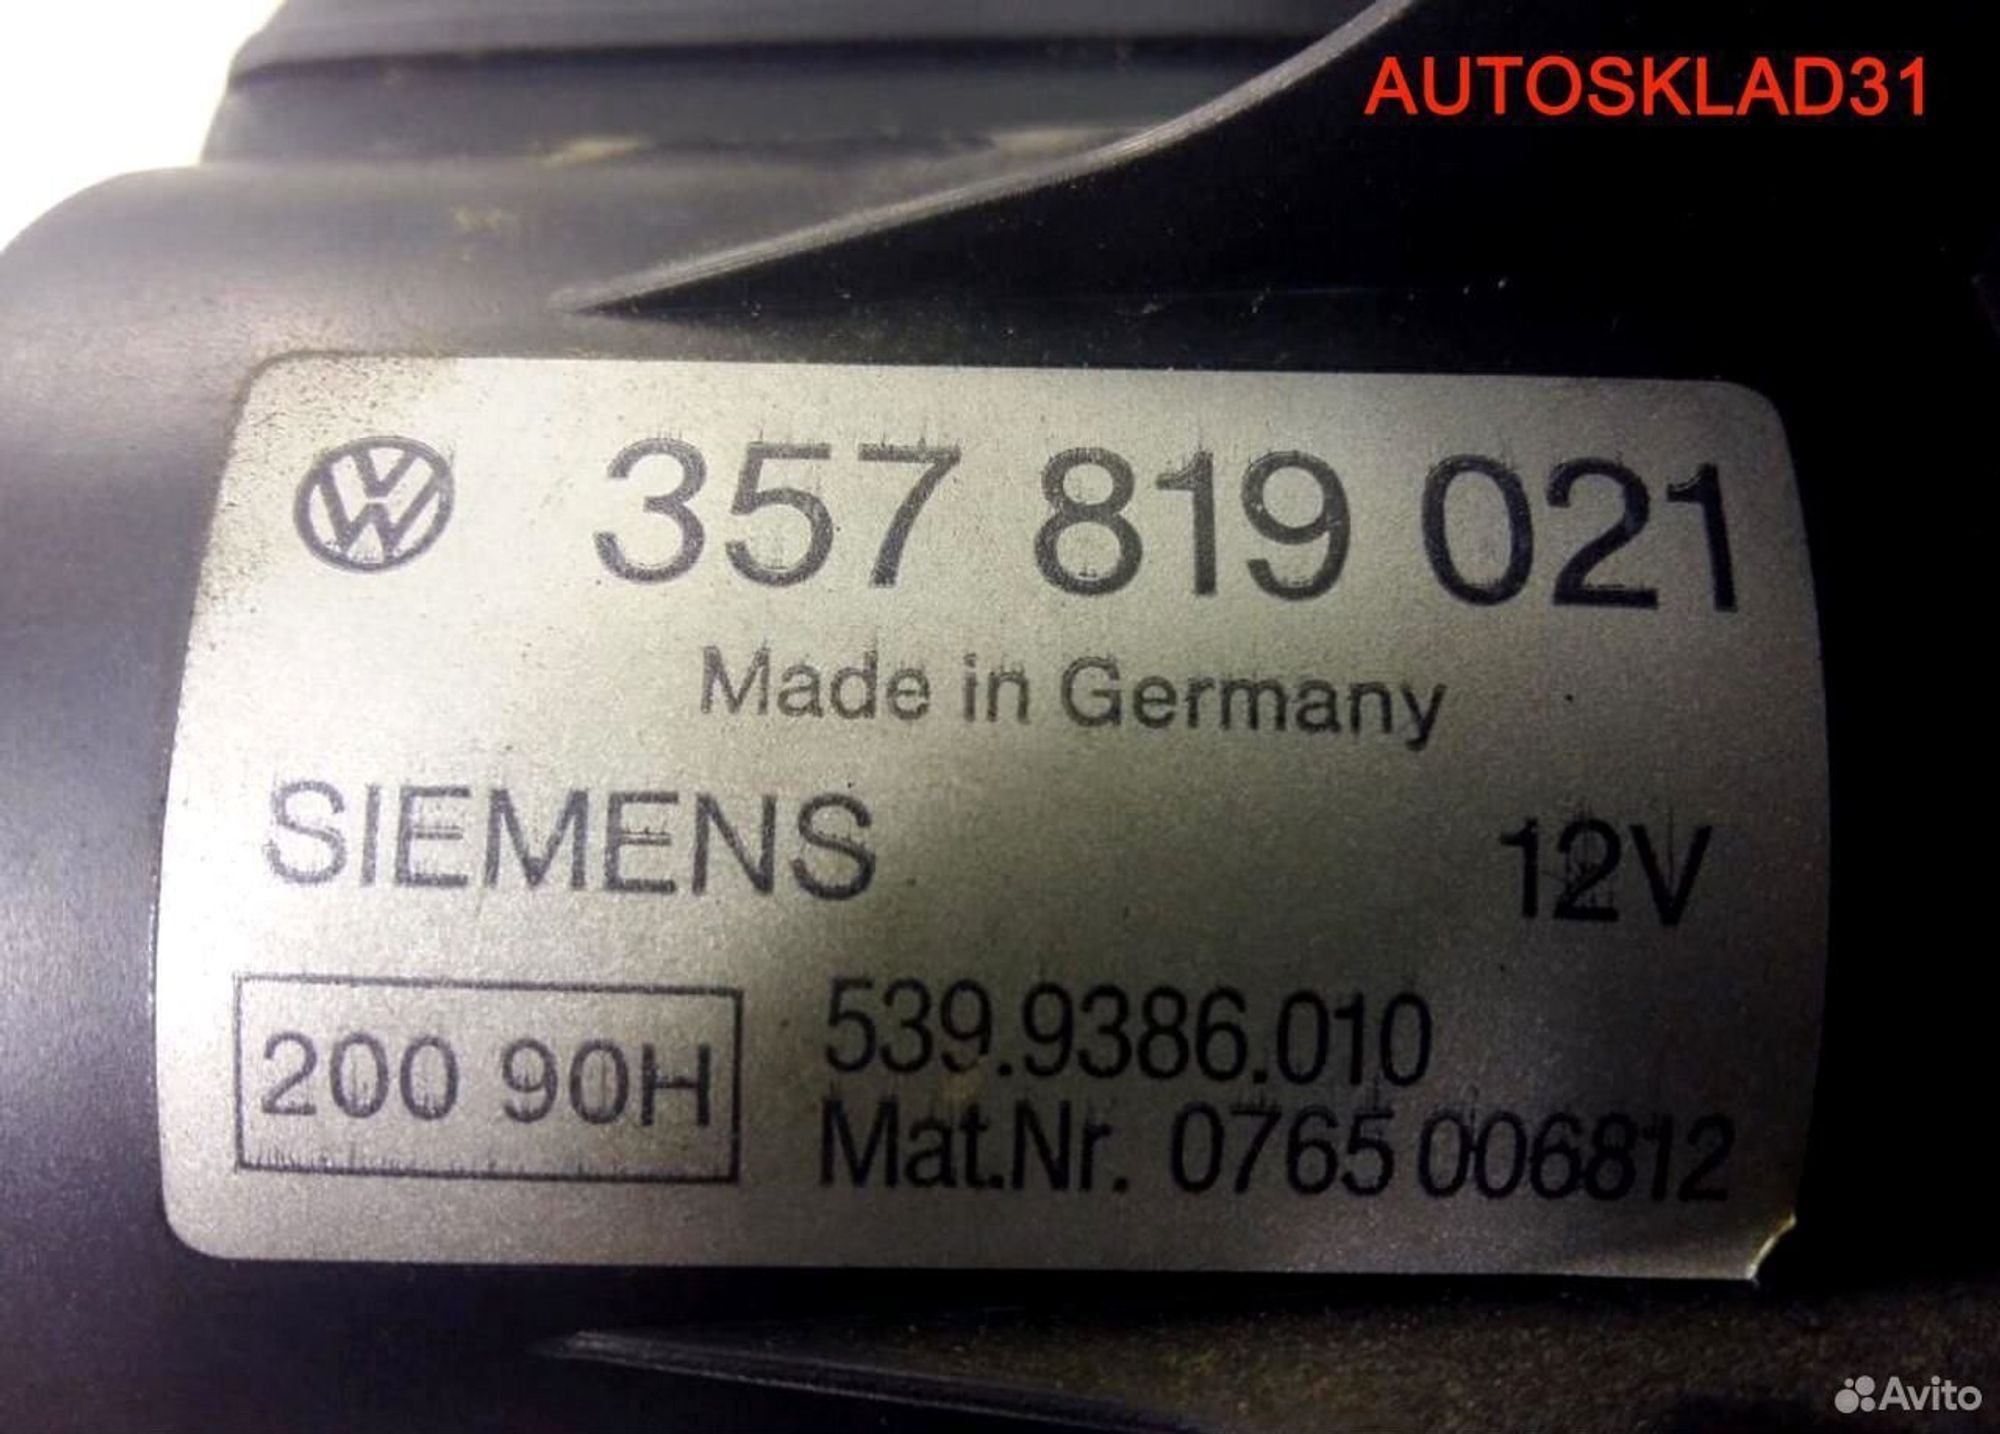 AUTOSKLAD31
VW 357 819 021
Made in Germany
SIEMENS 12V
200 90H 539.9386.010
Mat.Nr. 0765 006812
Avito